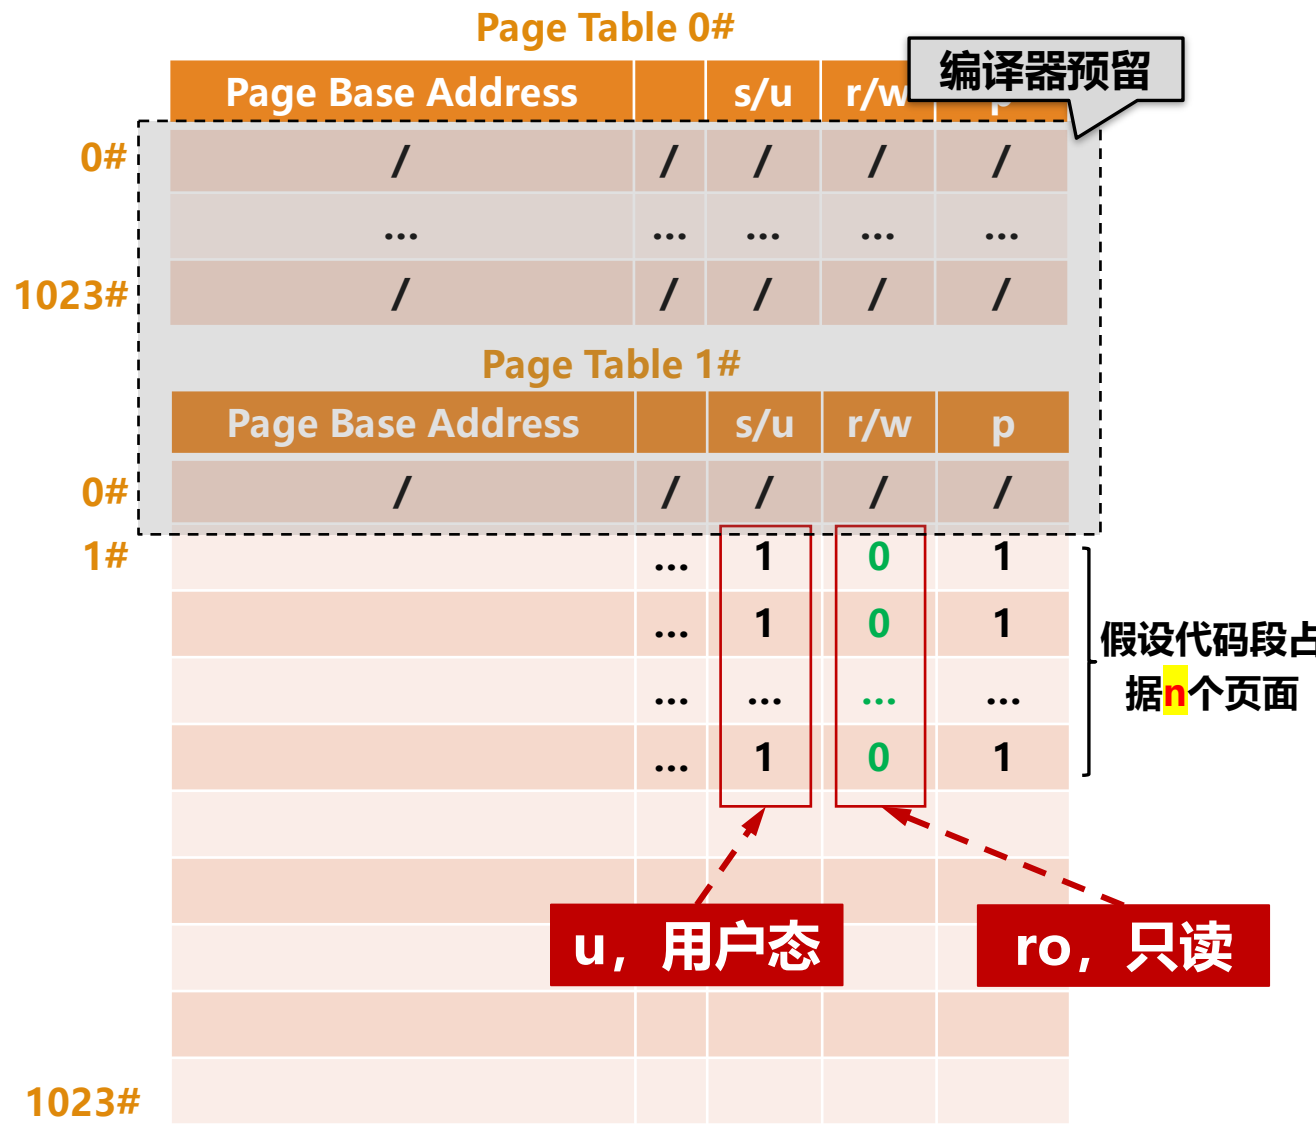 Page Table 0#
编译器预留
Page Base Address s/u r/w p
0# / / / / /
... ... ... ... ...
1023# / / / / /
Page Table 1#
Page Base Address s/u r/w p
0# / / / / /
1# ... 1 0 1
... 1 0 1
... ... ... ...
... 1 0 1
假设代码段占
据n个页面
u，用户态
ro，只读
1023#